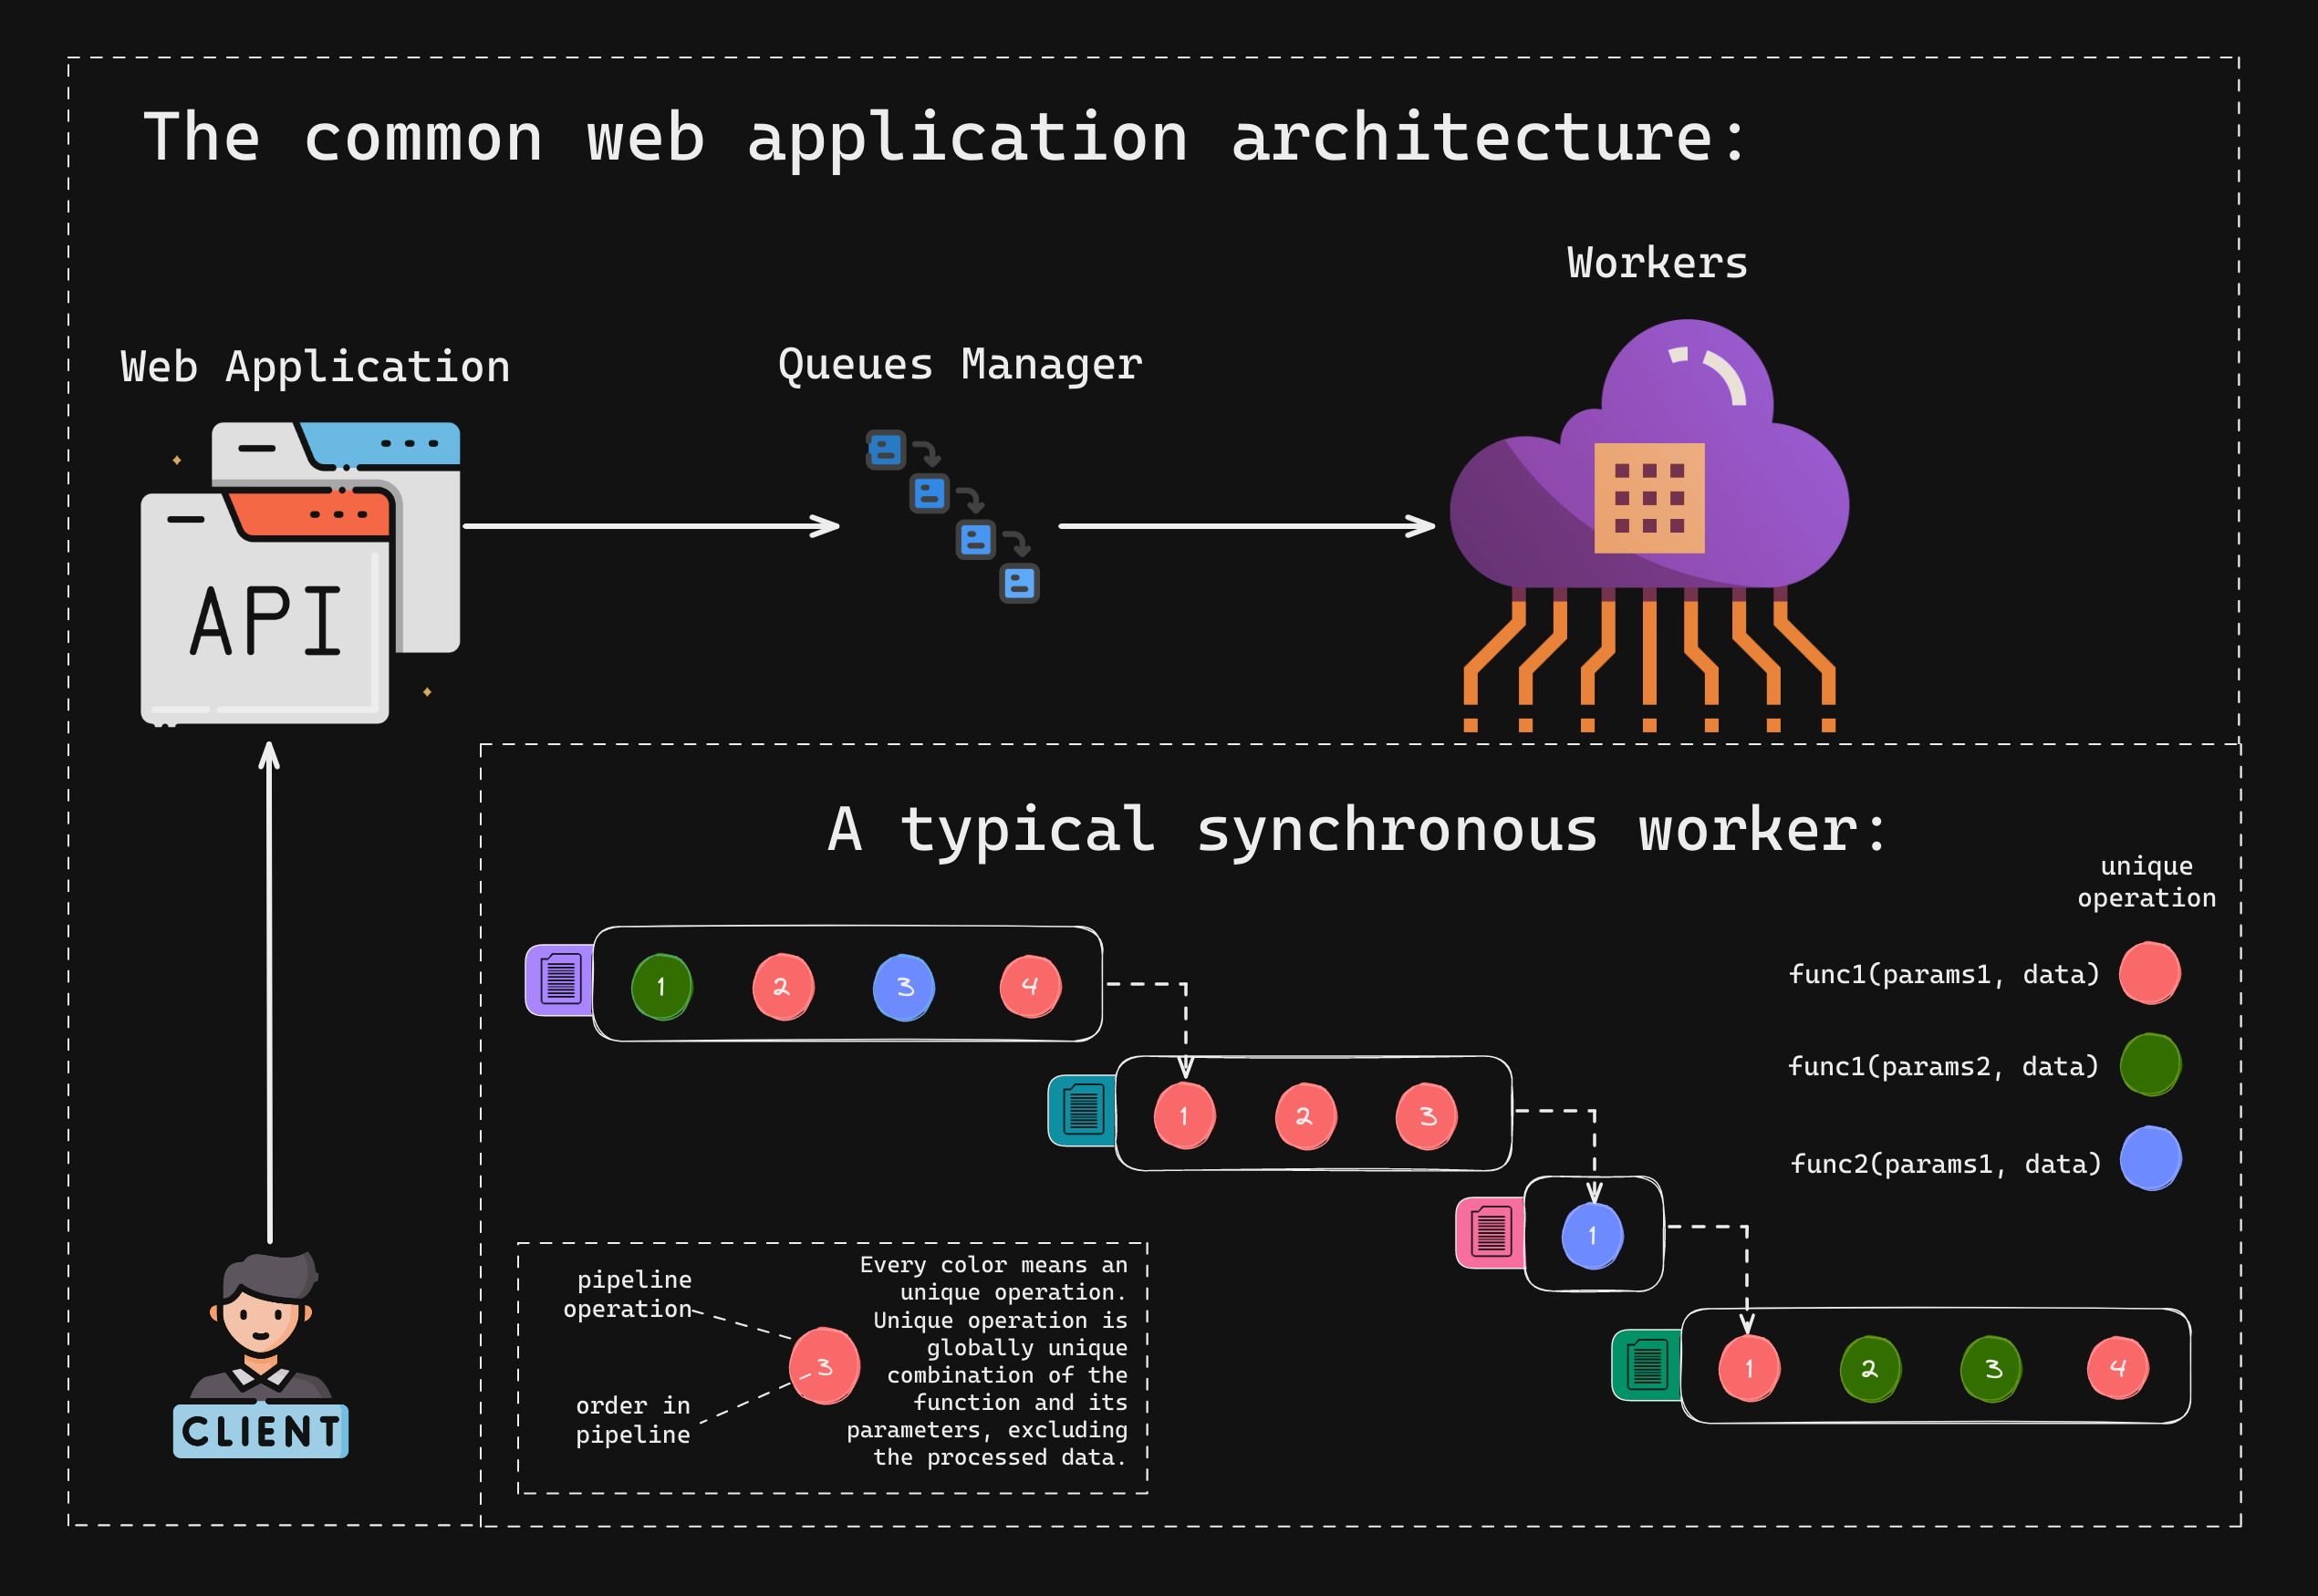 The common web application architecture:
Workers
Web Application
Queues Manager
API
A typical synchronous worker:
unique
operation
1 2 3 4
func1(params1, data)
1 2 3
func1(params2, data)
func2(params1, data)
1
1 2 3 4
pipeline
operation
order in
pipeline
3
Every color means an
unique operation.
Unique operation is
globally unique
combination of the
function and its
parameters, excluding
the processed data.
CLIENT